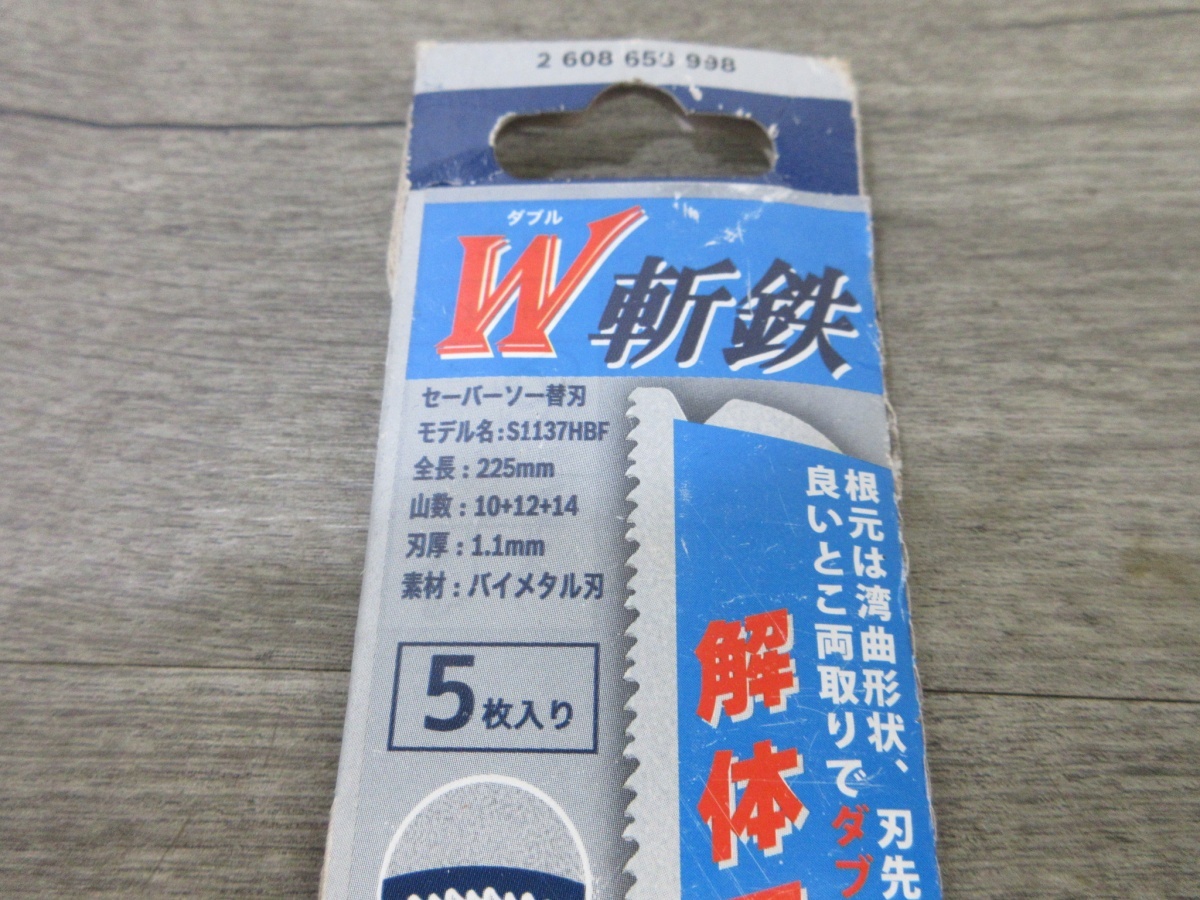 2 608 653 998
ダブル
W斬鉄
セーバーソー替刃
モデル名:S1137HBF
全長：225mm
山数：10+12+14
刃厚：1.1mm
素材：バイメタル刃
5枚入り
根元は湾曲形状、刃先
良いとこ両取りでダブ
解体